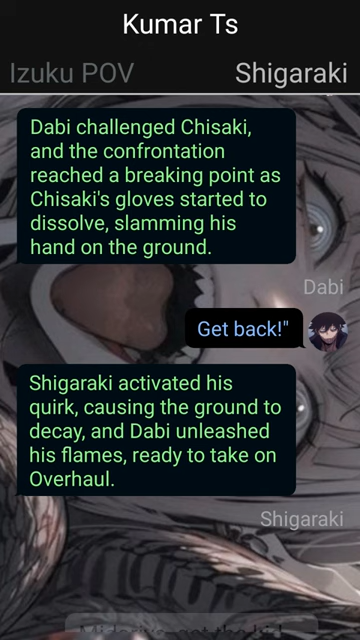 Kumar Ts
Izuku POV Shigaraki
Dabi challenged Chisaki,
and the confrontation
reached a breaking point as
Chisaki's gloves started to
dissolve, slamming his
hand on the ground.
Dabi
Get back!"
Shigaraki activated his
quirk, causing the ground to
decay, and Dabi unleashed
his flames, ready to take on
Overhaul.
Shigaraki